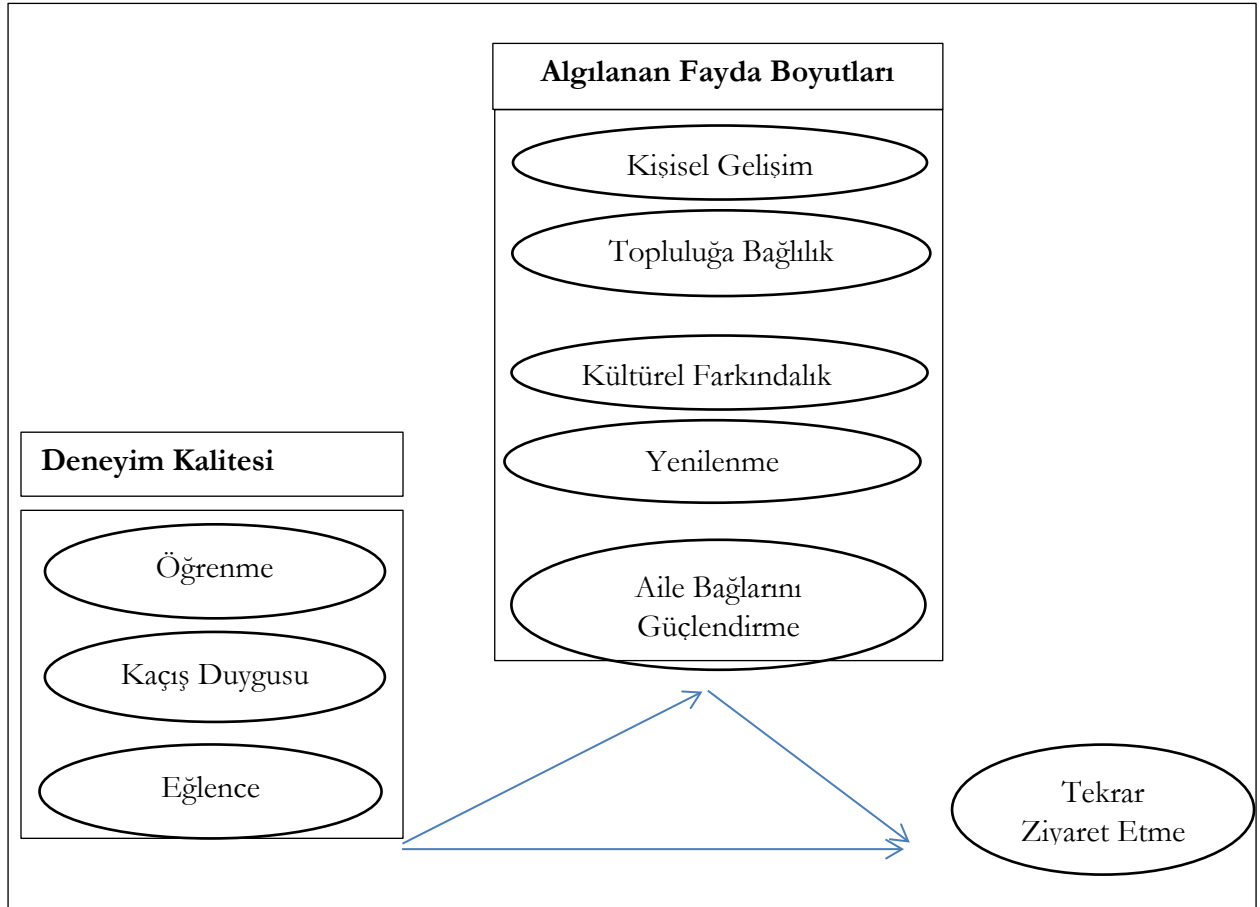 Algılanan Fayda Boyutları
Kişisel Gelişim
Topluluğa Bağlılık
Kültürel Farkındalık
Yenilenme
Aile Bağlarını
Güçlendirme
Deneyim Kalitesi
Öğrenme
Kaçış Duygusu
Eğlence
Tekrar
Ziyaret Etme